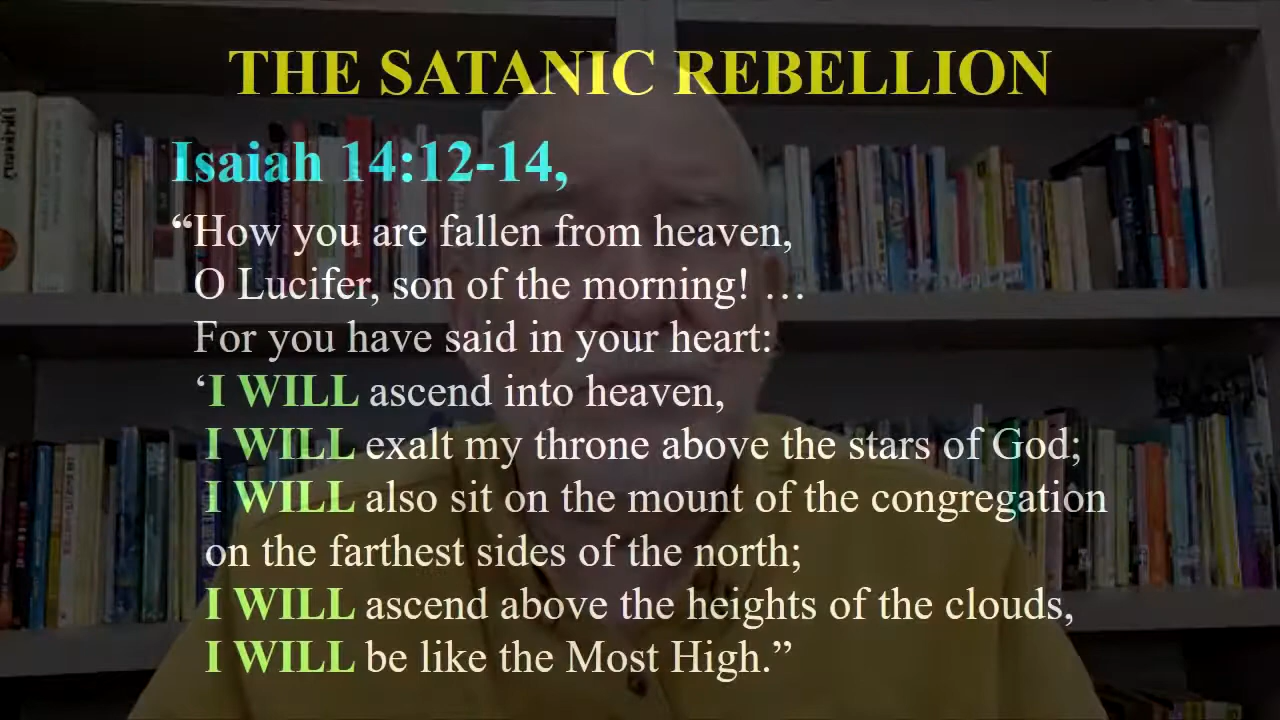 THE SATANIC REBELLION
Isaiah 14:12-14,
“How you are fallen from heaven,
O Lucifer, son of the morning! …
For you have said in your heart:
‘I WILL ascend into heaven,
I WILL exalt my throne above the stars of God;
I WILL also sit on the mount of the congregation
on the farthest sides of the north;
I WILL ascend above the heights of the clouds,
I WILL be like the Most High.”